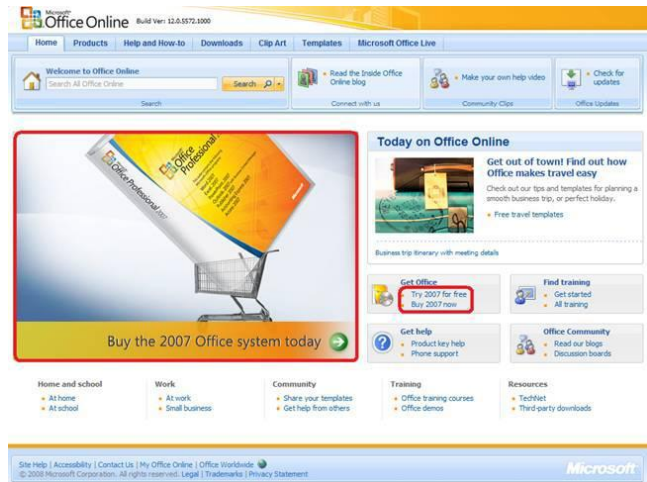 Microsoft
Office Online Build Ver: 12.0.5572.1000
Home Products Help and How-to Downloads Clip Art Templates Microsoft Office Live
Welcome to Office Online
Search All Office Online
Search
Search
Read the Inside Office
Online blog
Connect with us
Make your own help video
Community Clips
Check for
updates
Office Updates
Office
Professional 2007
Office
Professional 2007
Microsoft
Buy the 2007 Office system today
Today on Office Online
Get out of town! Find out how
Office makes travel easy
Check out our tips and templates for planning a
smooth business trip, or perfect holiday.
Free travel templates
Business trip itinerary with meeting details
Get Office
Try 2007 for free
Buy 2007 now
Find training
Get started
All training
Get help
Product key help
Phone support
Office Community
Read our blogs
Discussion boards
Home and school
At home
At school
Work
At work
Small business
Community
Share your templates
Get help from others
Training
Office training courses
Office demos
Resources
TechNet
Third-party downloads
Site Help | Accessibility | Contact Us | My Office Online | Office Worldwide
© 2008 Microsoft Corporation. All rights reserved. Legal | Trademarks | Privacy Statement
Microsoft